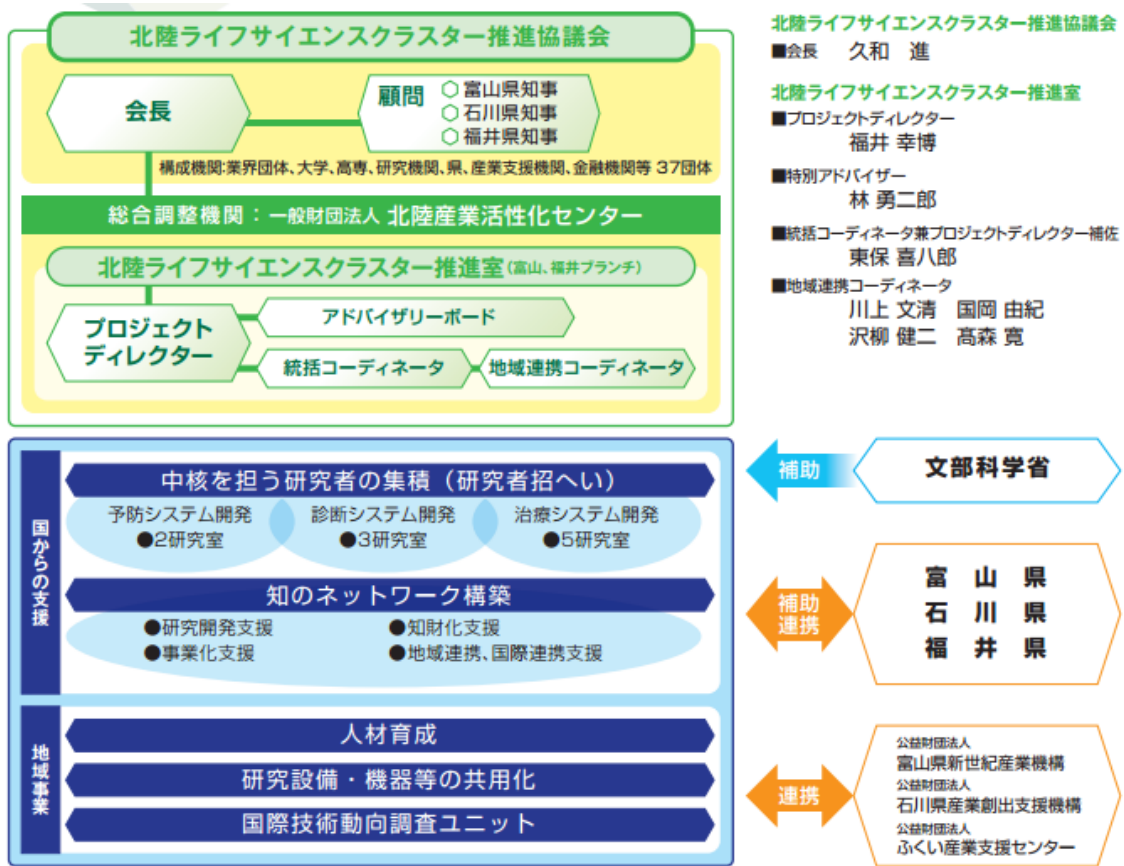 北陸ライフサイエンスクラスター推進協議会
会長
顧問
富山県知事
石川県知事
福井県知事
構成機関:業界団体、大学、高専、研究機関、県、産業支援機関、金融機関等 37団体
総合調整機関：一般財団法人 北陸産業活性化センター
北陸ライフサイエンスクラスター推進室(富山、福井ブランチ)
プロジェクト
ディレクター
アドバイザリーボード
統括コーディネータ
地域連携コーディネータ
北陸ライフサイエンスクラスター推進協議会
■会長 久和 進
北陸ライフサイエンスクラスター推進室
■プロジェクトディレクター
福井 幸博
■特別アドバイザー
林 勇二郎
■統括コーディネータ兼プロジェクトディレクター補佐
東保 喜八郎
■地域連携コーディネータ
川上 文清 国岡 由紀
沢柳 健二 髙森 寛
国からの支援
中核を担う研究者の集積（研究者招へい）
予防システム開発
●2研究室
診断システム開発
●3研究室
治療システム開発
●5研究室
知のネットワーク構築
●研究開発支援
●知財化支援
●事業化支援
●地域連携、国際連携支援
地域事業
人材育成
研究設備・機器等の共用化
国際技術動向調査ユニット
補助
文部科学省
補助
連携
富山県
石川県
福井県
連携
公益財団法人
富山県新世紀産業機構
公益財団法人
石川県産業創出支援機構
公益財団法人
ふくい産業支援センター